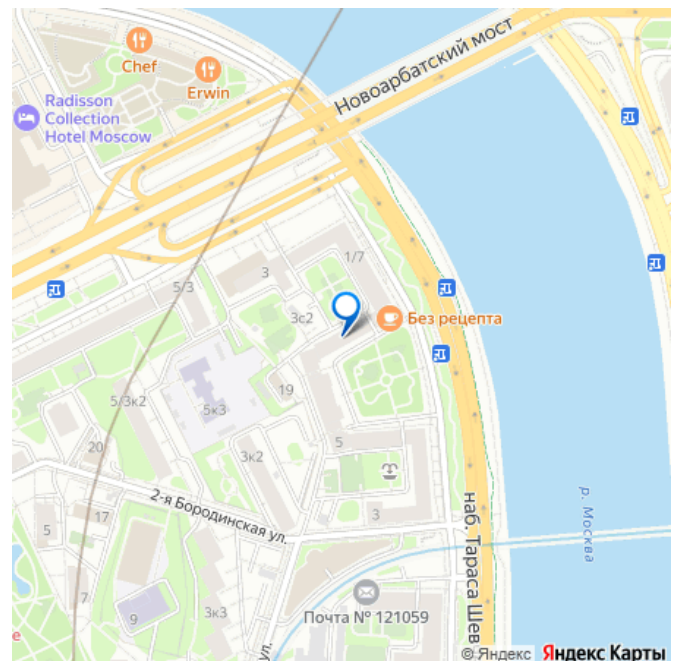 Chef
Erwin
Новоарбатский мост
Radisson
Collection
Hotel Moscow
1/7
3
5/3
3с2
Без рецепта
19
5/3к2
5к3
5
20
3к2
2-я Бородинская ул.
17
3
5
наб. Тараса Шев
р. Москва
7
9
3к3
Почта № 121059
ул.
е
© Яндекс Яндекс Карты